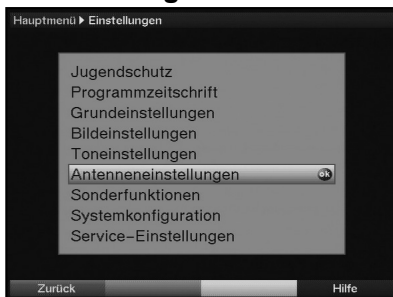 Hauptmenü ▶ Einstellungen
Jugendschutz
Programmzeitschrift
Grundeinstellungen
Bildeinstellungen
Toneinstellungen
Antenneneinstellungen ok
Sonderfunktionen
Systemkonfiguration
Service-Einstellungen
Zurück Hilfe